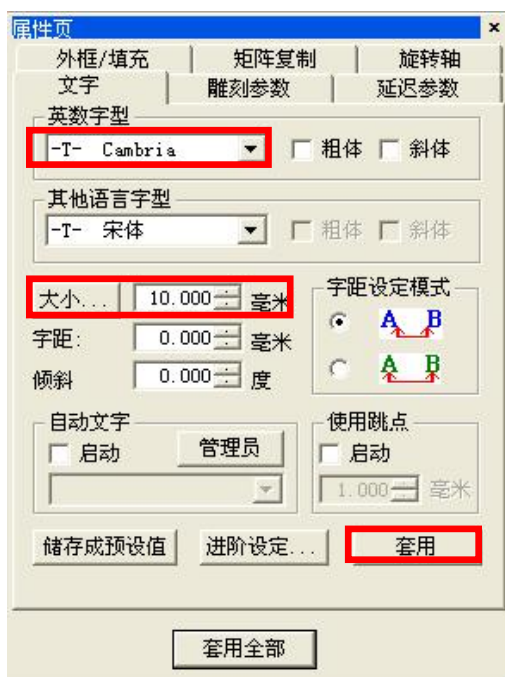 属性页
外框/填充 矩阵复制 旋转轴
文字 雕刻参数 延迟参数
英数字型
-T- Cambria 粗体 斜体
其他语言字型
-T- 宋体 粗体 斜体
大小... 10.000 毫米
字距设定模式
A B
字距: 0.000 毫米
倾斜 0.000 度
A B
自动文字 使用跳点
启动 管理员 启动
1.000 毫米
储存成预设值 进阶设定... 套用
套用全部